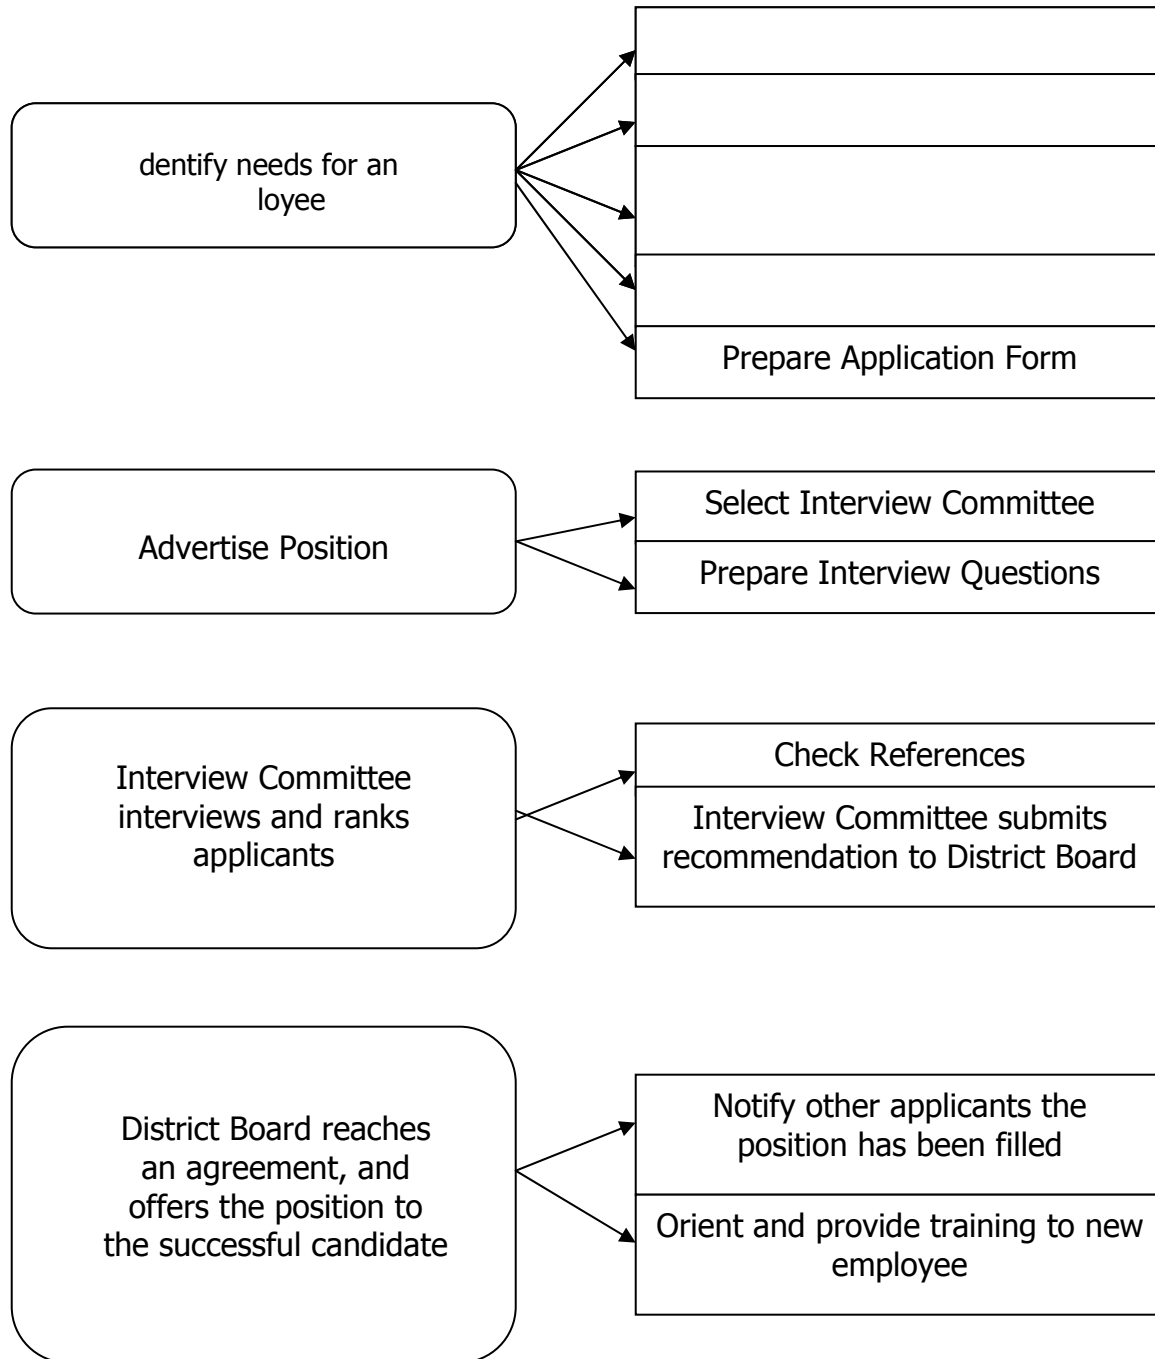 dentify needs for an
loyee
Prepare Application Form
Advertise Position
Select Interview Committee
Prepare Interview Questions
Interview Committee
interviews and ranks
applicants
Check References
Interview Committee submits
recommendation to District Board
District Board reaches
an agreement, and
offers the position to
the successful candidate
Notify other applicants the
position has been filled
Orient and provide training to new
employee